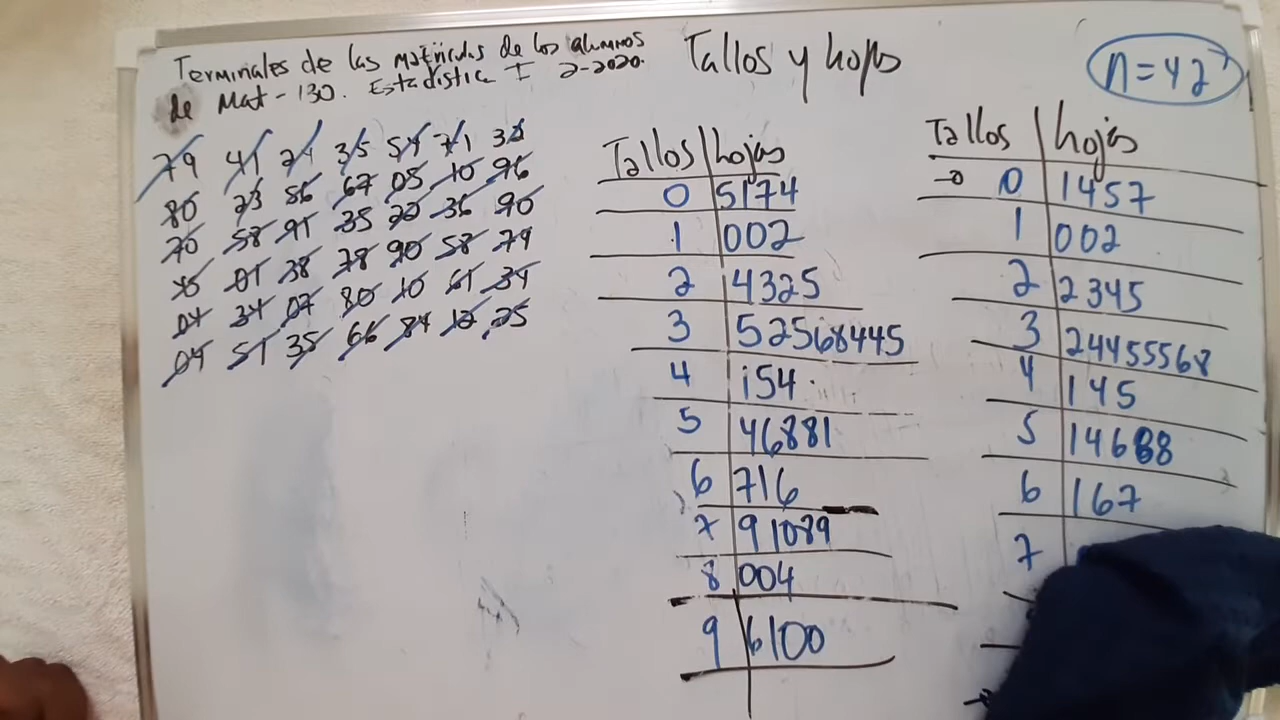 Terminales de las matrículas de los alumnos
de Mat-130. Estadistica I 2-2020.
Tallos y hojas
n=42
79 41 24 35 54 71 32
80 23 56 67 05 10 96
70 58 91 35 22 36 90
01 38 78 90 58 79
04 34 07 80 10 61 34
04 51 35 66 84 12 25
Tallos hojas
0 5174
1 002
2 4325
3 52568445
4 154
5 46881
6 716
7 91089
8 004
9 6100
Tallos hojas
0 1457
1 002
2 2345
3 24455568
4 145
5 14688
6 167
7